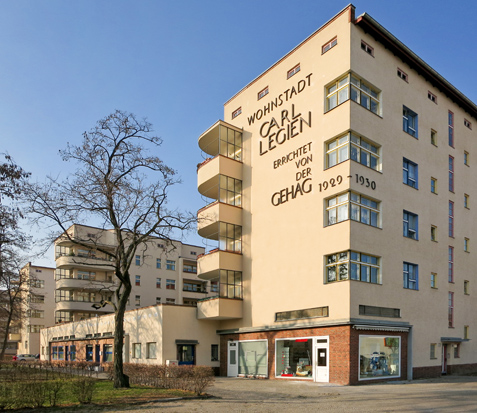 WOHNSTADT
CARL
LEGIEN
ERRICHTET
VON
DER
GEHAG
1929 - 1930